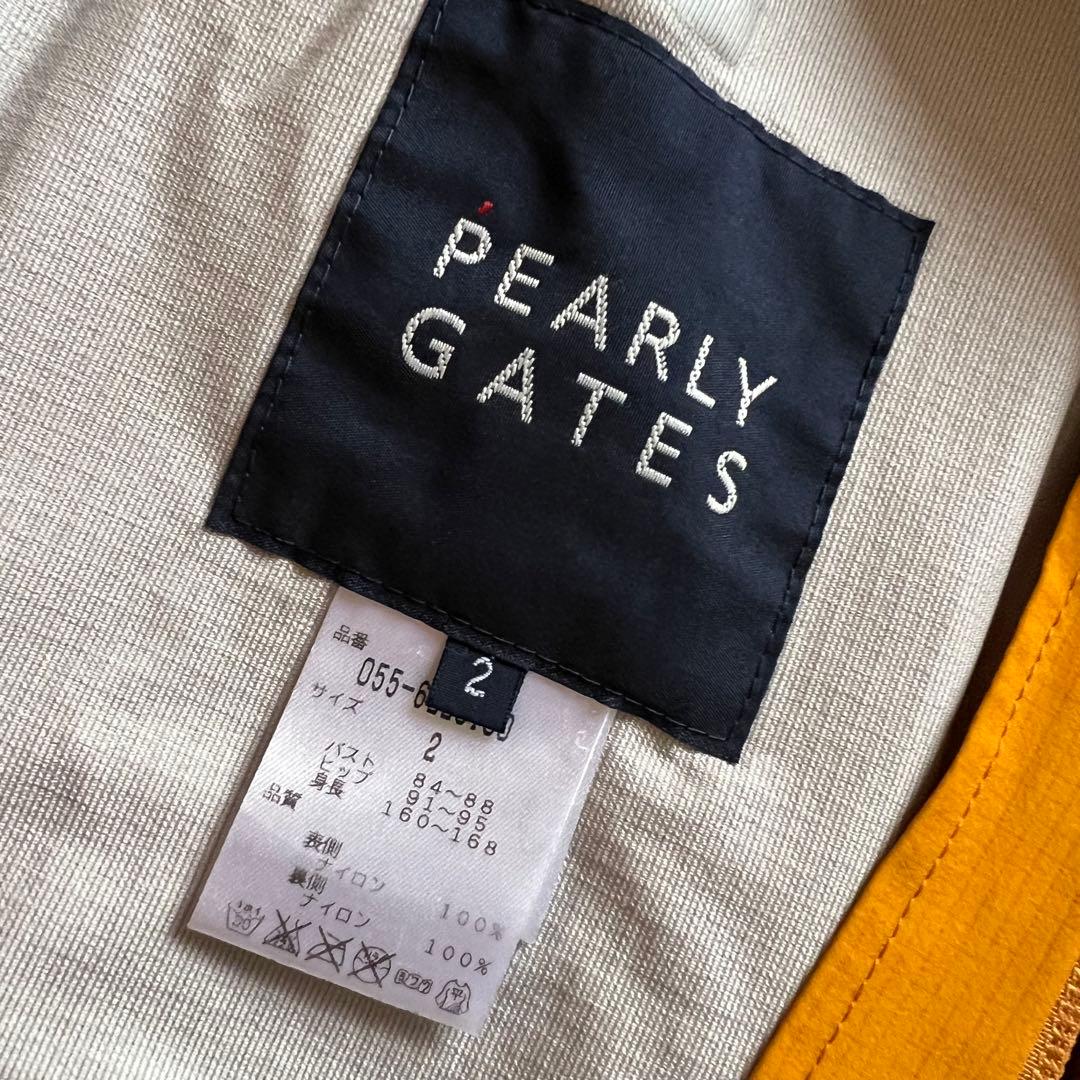 PEARLY
GATES
2
品番
055-6
サイズ
2
バスト 84～88
ヒップ 91～95
身長 160～168
品質
表側
ナイロン 100%
裏側
ナイロン 100%
平